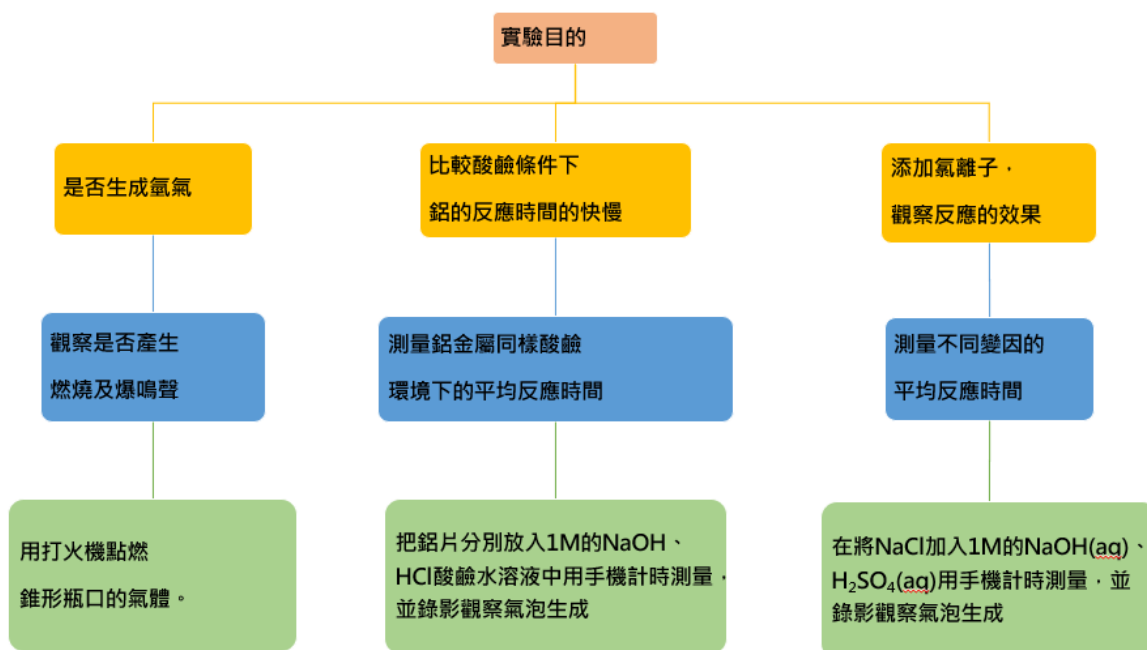 實驗目的
是否生成氫氣
比較酸鹼條件下
鋁的反應時間的快慢
添加氯離子，
觀察反應的效果
觀察是否產生
燃燒及爆鳴聲
測量鋁金屬同樣酸鹼
環境下的平均反應時間
測量不同變因的
平均反應時間
用打火機點燃
錐形瓶口的氣體。
把鋁片分別放入1M的NaOH、
HCl酸鹼水溶液中用手機計時測量，
並錄影觀察氣泡生成
在將NaCl加入1M的NaOH(aq)、
H₂SO₄(aq)用手機計時測量，並
錄影觀察氣泡生成